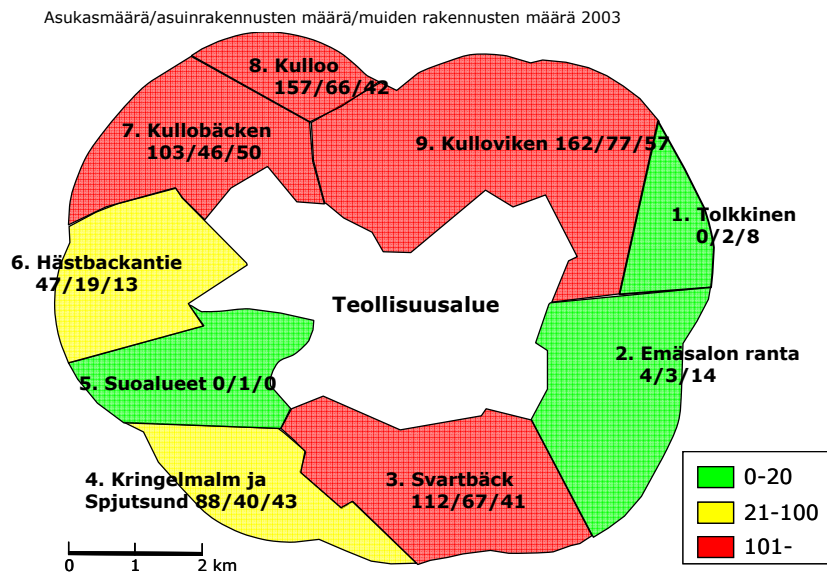 Asukasmäärä/asuinrakennusten määrä/muiden rakennusten määrä 2003
8. Kulloo
157/66/42
7. Kullobäcken
103/46/50
9. Kulloviken 162/77/57
1. Tolkkinen
0/2/8
6. Hästbackantie
47/19/13
Teollisuusalue
2. Emäsalon ranta
4/3/14
5. Suoalueet 0/1/0
4. Kringelmalm ja
Spjutsund 88/40/43
3. Svartbäck
112/67/41
0-20
21-100
101-
0 1 2 km